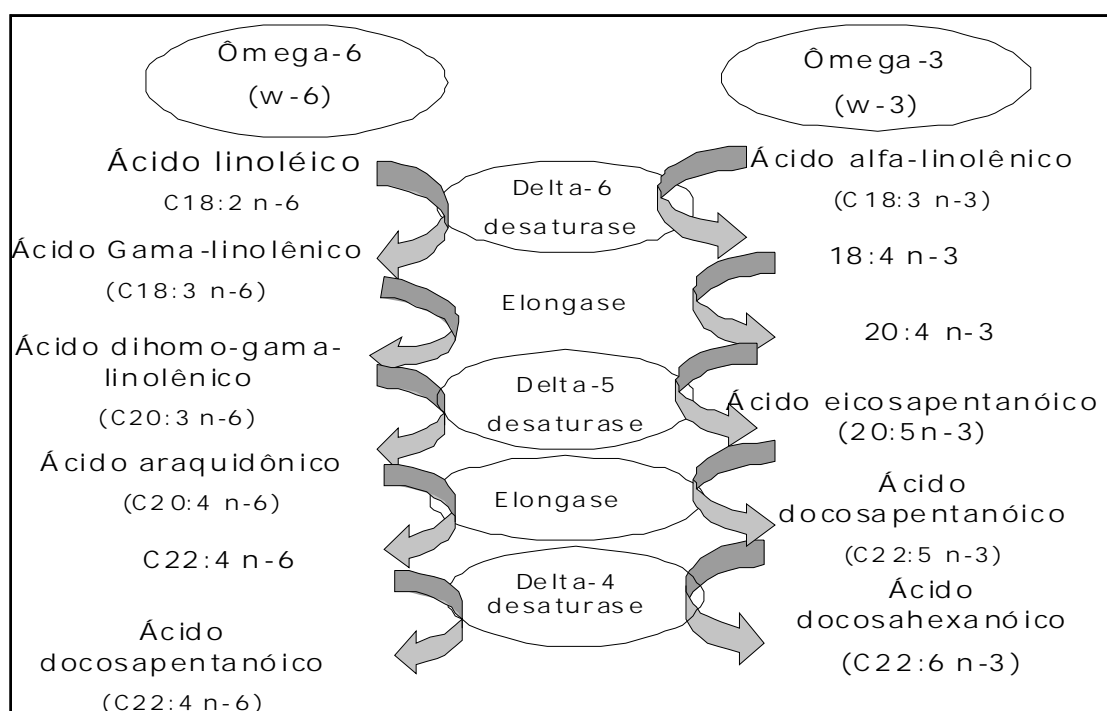 Ômega-6
(w-6)
Ácido linoléico
C18:2 n-6
Ácido Gama-linolênico
(C18:3 n-6)
Ácido dihomo-gama-
linolênico
(C20:3 n-6)
Ácido araquidônico
(C20:4 n-6)
C22:4 n-6
Ácido
docosapentanóico
(C22:4 n-6)
Delta-6
desaturase
Elongase
Delta-5
desaturase
Elongase
Delta-4
desaturase
Ômega-3
(w-3)
Ácido alfa-linolênico
(C18:3 n-3)
18:4 n-3
20:4 n-3
Ácido eicosapentanóico
(20:5n-3)
Ácido
docosapentanóico
(C22:5 n-3)
Ácido
docosahexanóico
(C22:6 n-3)